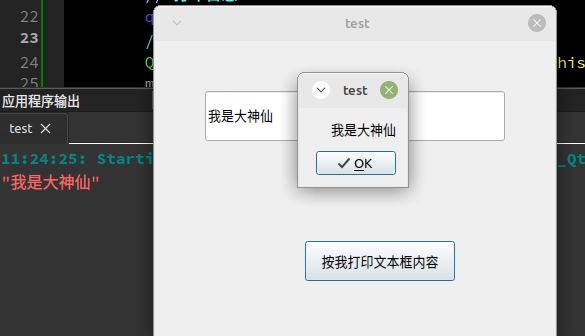 22
23
24
25
q
/
Q
m
his
应用程序输出
test
11:24:25: Starti
_Qt
"我是大神仙"
test
我是大神仙
test
我是大神仙
OK
按我打印文本框内容